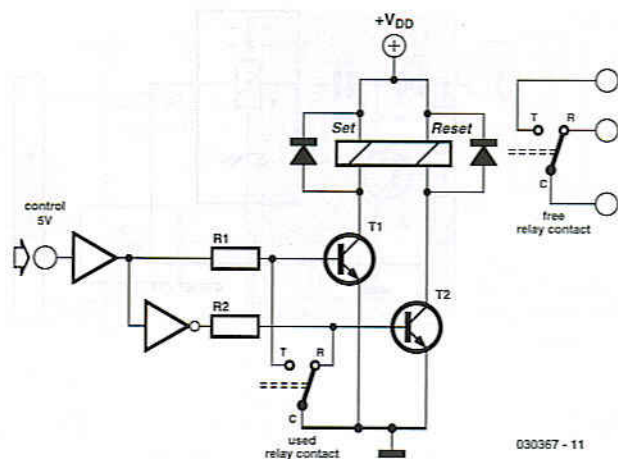 +VDD
Set
Reset
T
R
C
free
relay contact
control
5V
R1
T1
R2
T2
T
R
C
used
relay contact
030367 - 11